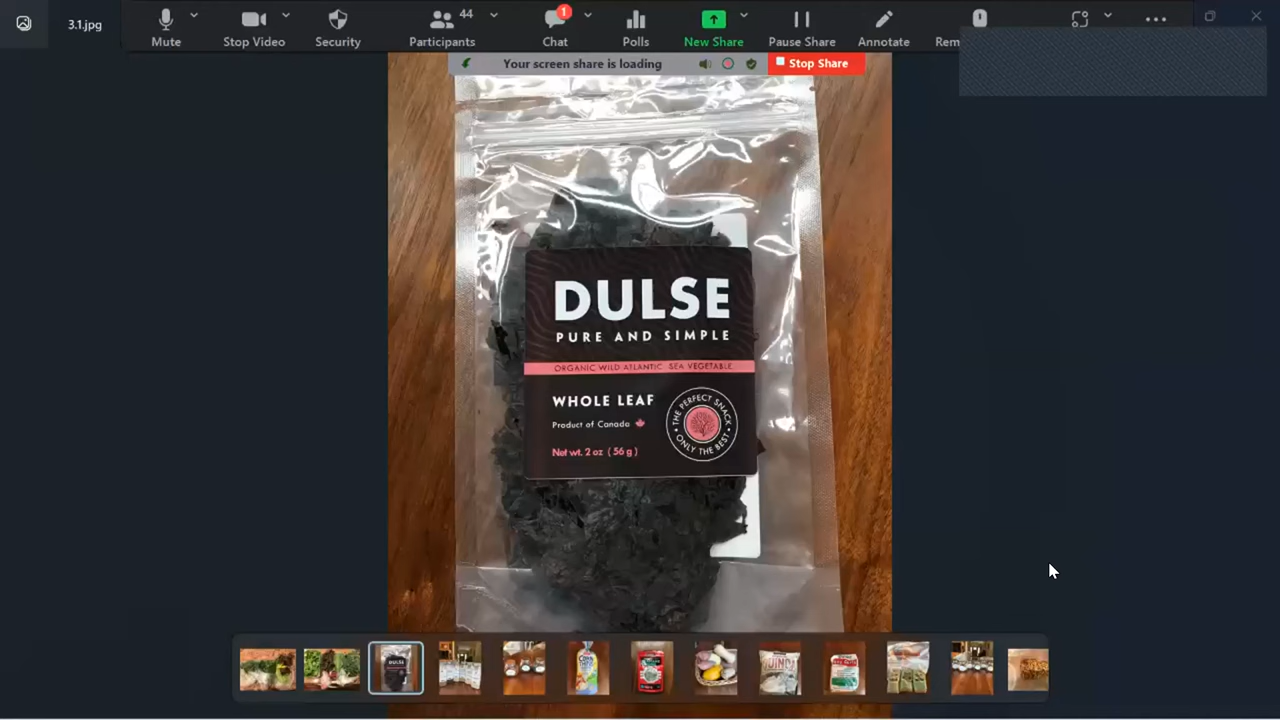 3.1.jpg
44
1
Mute
Stop Video
Security
Participants
Chat
Polls
New Share
Pause Share
Annotate
Your screen share is loading
Stop Share
DULSE
PURE AND SIMPLE
ORGANIC WILD ATLANTIC SEA VEGETABLE
WHOLE LEAF
Product of Canada
Net wt. 2 oz (56 g)
THE PERFECT SNACK
ONLY THE BEST
DULSE